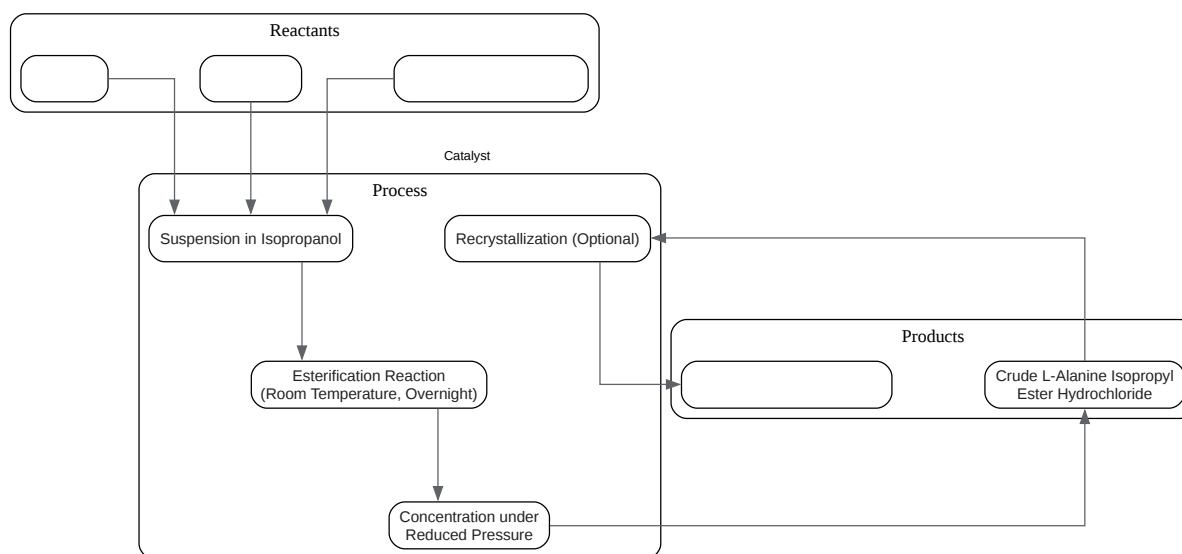 Reactants
Catalyst
Process
Suspension in Isopropanol
Recrystallization (Optional)
Products
Esterification Reaction
(Room Temperature, Overnight)
Crude L-Alanine Isopropyl
Ester Hydrochloride
Concentration under
Reduced Pressure